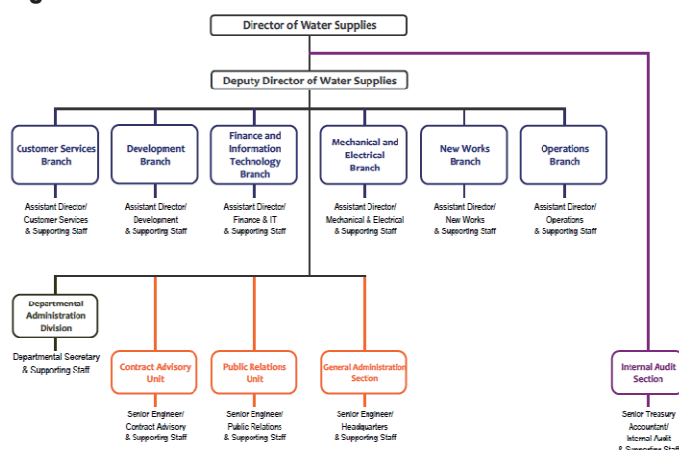 Director of Water Supplies
Deputy Director of Water Supplies
Customer Services
Branch
Development
Branch
Finance and
Information
Technology
Branch
Mechanical and
Electrical
Branch
New Works
Branch
Operations
Branch
Assistant Director/
Customer Services
& Supporting Staff
Assistant Director/
Development
& Supporting Staff
Assistant Director/
Finance & IT
& Supporting Staff
Assistant Director/
Mechanical & Electrical
& Supporting Staff
Assistant Director/
New Works
& Supporting Staff
Assistant Director/
Operations
& Supporting Staff
Departmental
Administration
Division
Departmental Secretary
& Supporting Staff
Contract Advisory
Unit
Public Relations
Unit
General Administration
Section
Internal Audit
Section
Senior Engineer/
Contract Advisory
& Supporting Staff
Senior Engineer/
Public Relations
& Supporting Staff
Senior Engineer/
Headquarters
& Supporting Staff
Senior Treasury
Accountant/
Internal Audit
& Supporting Staff